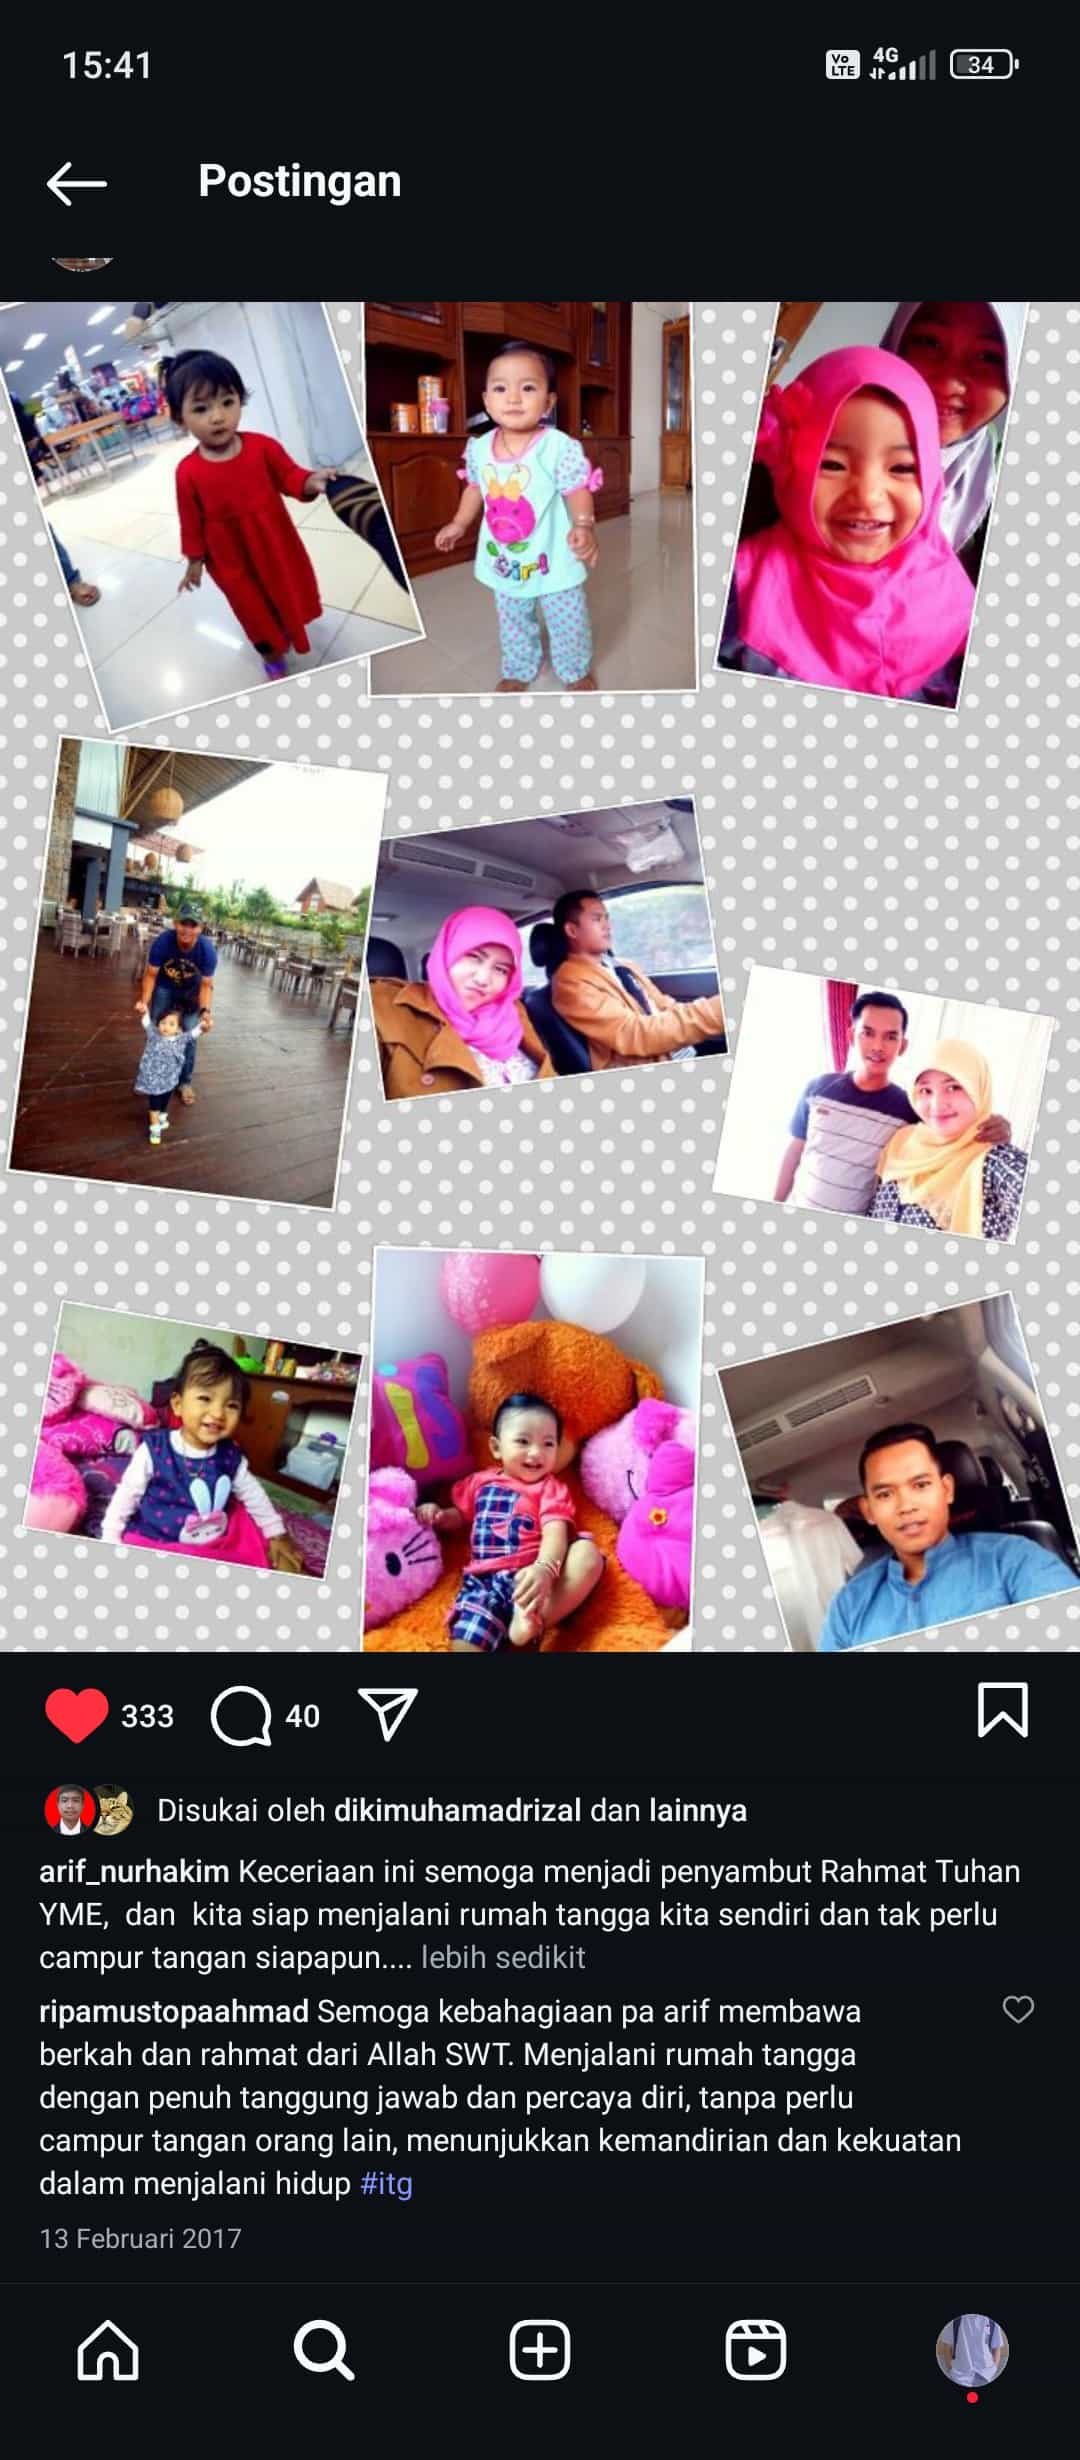 15:41
Vo LTE 4G 34
Postingan
Girl
333 40
Disukai oleh dikimuhamadrizal dan lainnya
arif_nurhakim Keceriaan ini semoga menjadi penyambut Rahmat Tuhan
YME, dan kita siap menjalani rumah tangga kita sendiri dan tak perlu
campur tangan siapapun.... lebih sedikit
ripamustopaahmad Semoga kebahagiaan pa arif membawa
berkah dan rahmat dari Allah SWT. Menjalani rumah tangga
dengan penuh tanggung jawab dan percaya diri, tanpa perlu
campur tangan orang lain, menunjukkan kemandirian dan kekuatan
dalam menjalani hidup #itg
13 Februari 2017